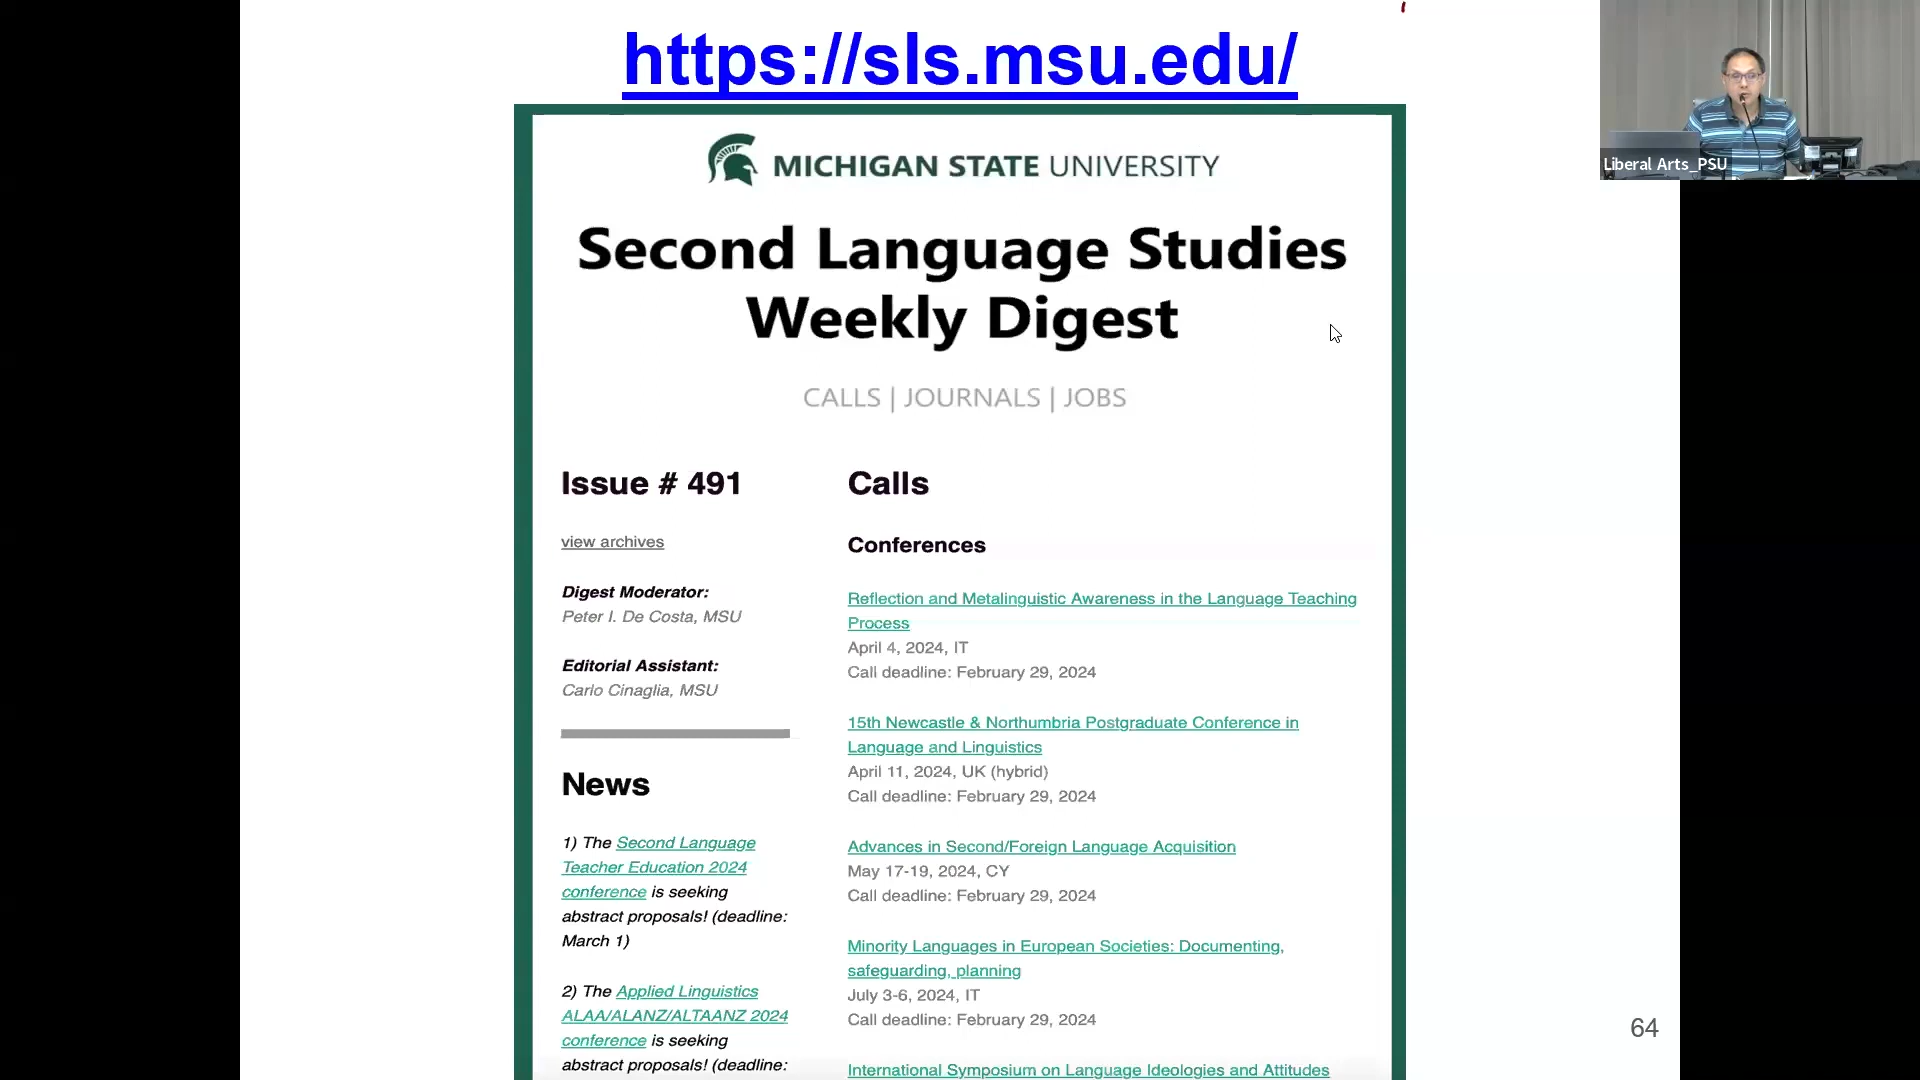 https://sls.msu.edu/
MICHIGAN STATE UNIVERSITY
Second Language Studies
Weekly Digest
CALLS | JOURNALS | JOBS
Issue # 491
view archives
Digest Moderator:
Peter I. De Costa, MSU
Editorial Assistant:
Carlo Cinaglia, MSU
News
1) The Second Language
Teacher Education 2024
conference is seeking
abstract proposals! (deadline:
March 1)
2) The Applied Linguistics
ALAA/ALANZ/ALTAANZ 2024
conference is seeking
abstract proposals! (deadline:
Calls
Conferences
Reflection and Metalinguistic Awareness in the Language Teaching
Process
April 4, 2024, IT
Call deadline: February 29, 2024
15th Newcastle & Northumbria Postgraduate Conference in
Language and Linguistics
April 11, 2024, UK (hybrid)
Call deadline: February 29, 2024
Advances in Second/Foreign Language Acquisition
May 17-19, 2024, CY
Call deadline: February 29, 2024
Minority Languages in European Societies: Documenting,
safeguarding, planning
July 3-6, 2024, IT
Call deadline: February 29, 2024
International Symposium on Language Ideologies and Attitudes
64
Liberal Arts_PSU